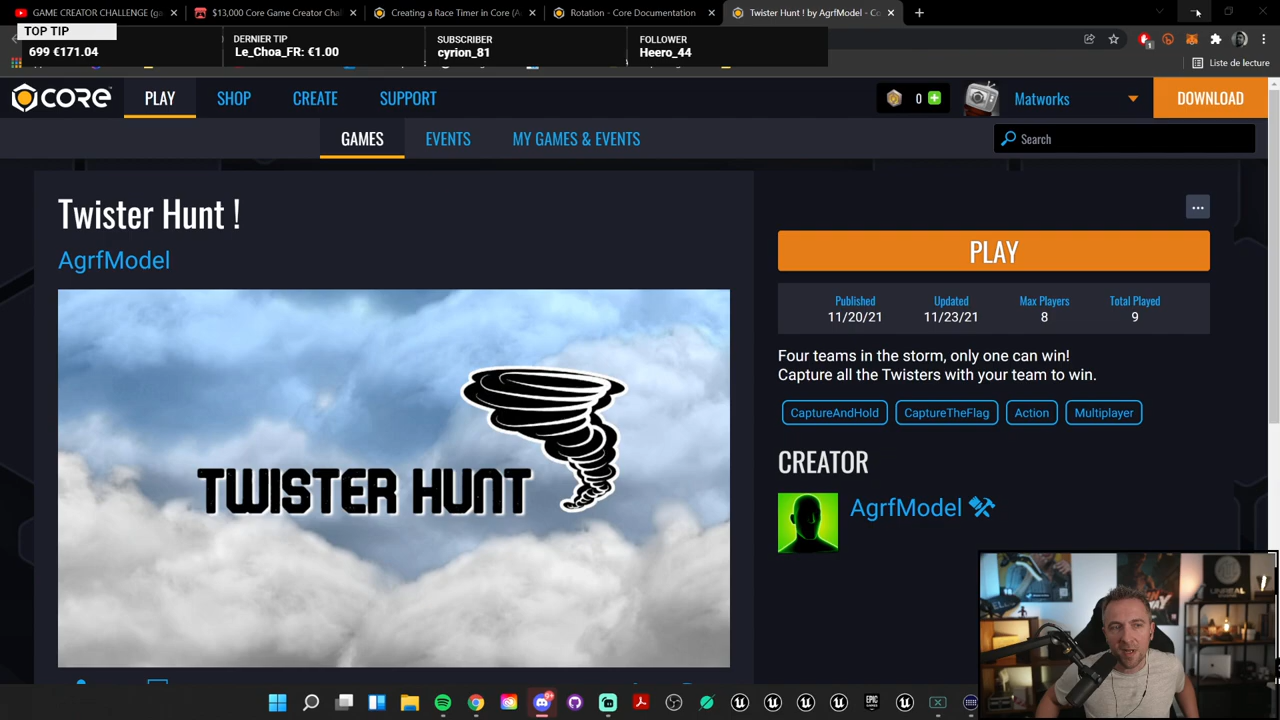 GAME CREATOR CHALLENGE (ga
$13,000 Core Game Creator Chal
Creating a Race Timer in Core (A
Rotation - Core Documentation
Twister Hunt ! by AgrfModel - Co
TOP TIP
699 €171.04
DERNIER TIP
Le_Choa_FR: €1.00
SUBSCRIBER
cyrion_81
FOLLOWER
Heero_44
Liste de lecture
CORE
PLAY
SHOP
CREATE
SUPPORT
0
Matworks
DOWNLOAD
GAMES
EVENTS
MY GAMES & EVENTS
Search
Twister Hunt !
AgrfModel
TWISTER HUNT
...
PLAY
Published
11/20/21
Updated
11/23/21
Max Players
8
Total Played
9
Four teams in the storm, only one can win!
Capture all the Twisters with your team to win.
CaptureAndHold
CaptureTheFlag
Action
Multiplayer
CREATOR
AgrfModel